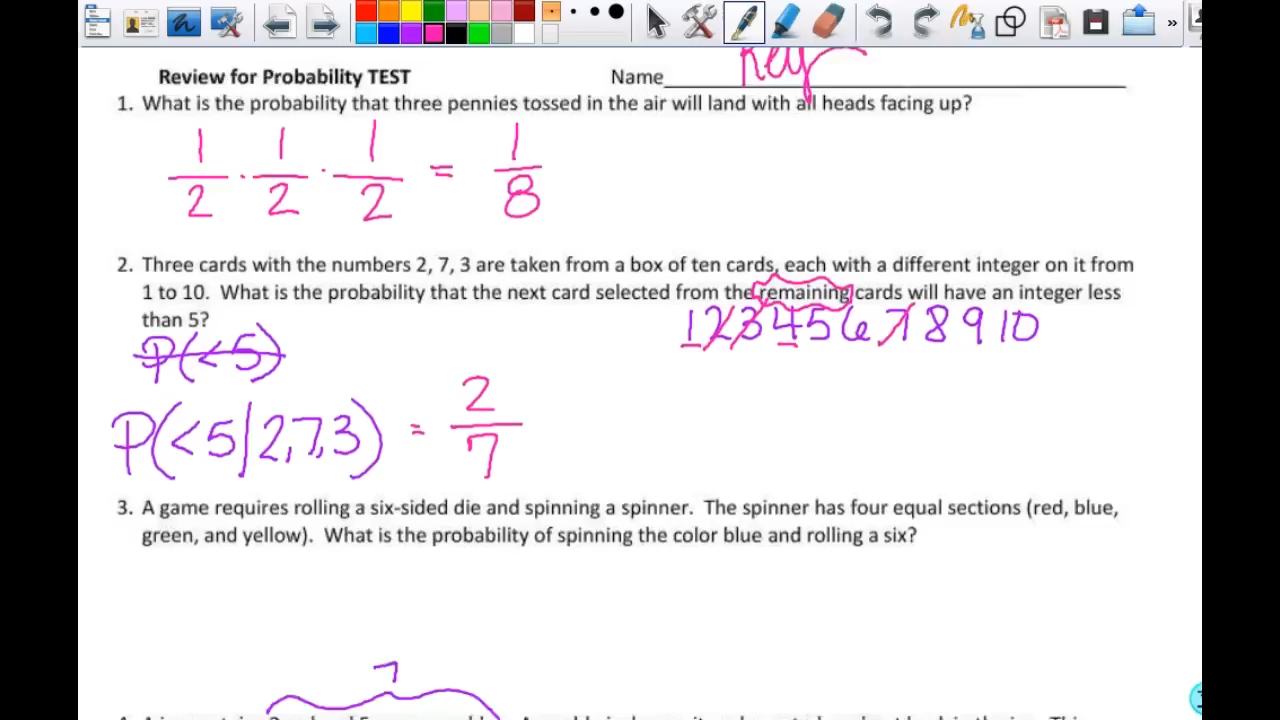 Review for Probability TEST Name Key
1. What is the probability that three pennies tossed in the air will land with all heads facing up?
1/2 · 1/2 · 1/2 = 1/8
2. Three cards with the numbers 2, 7, 3 are taken from a box of ten cards, each with a different integer on it from
1 to 10. What is the probability that the next card selected from the remaining cards will have an integer less
than 5?
1 2 3 4 5 6 7 8 9 10
P(<5)
P(<5|2,7,3) = 2/7
3. A game requires rolling a six-sided die and spinning a spinner. The spinner has four equal sections (red, blue,
green, and yellow). What is the probability of spinning the color blue and rolling a six?
7